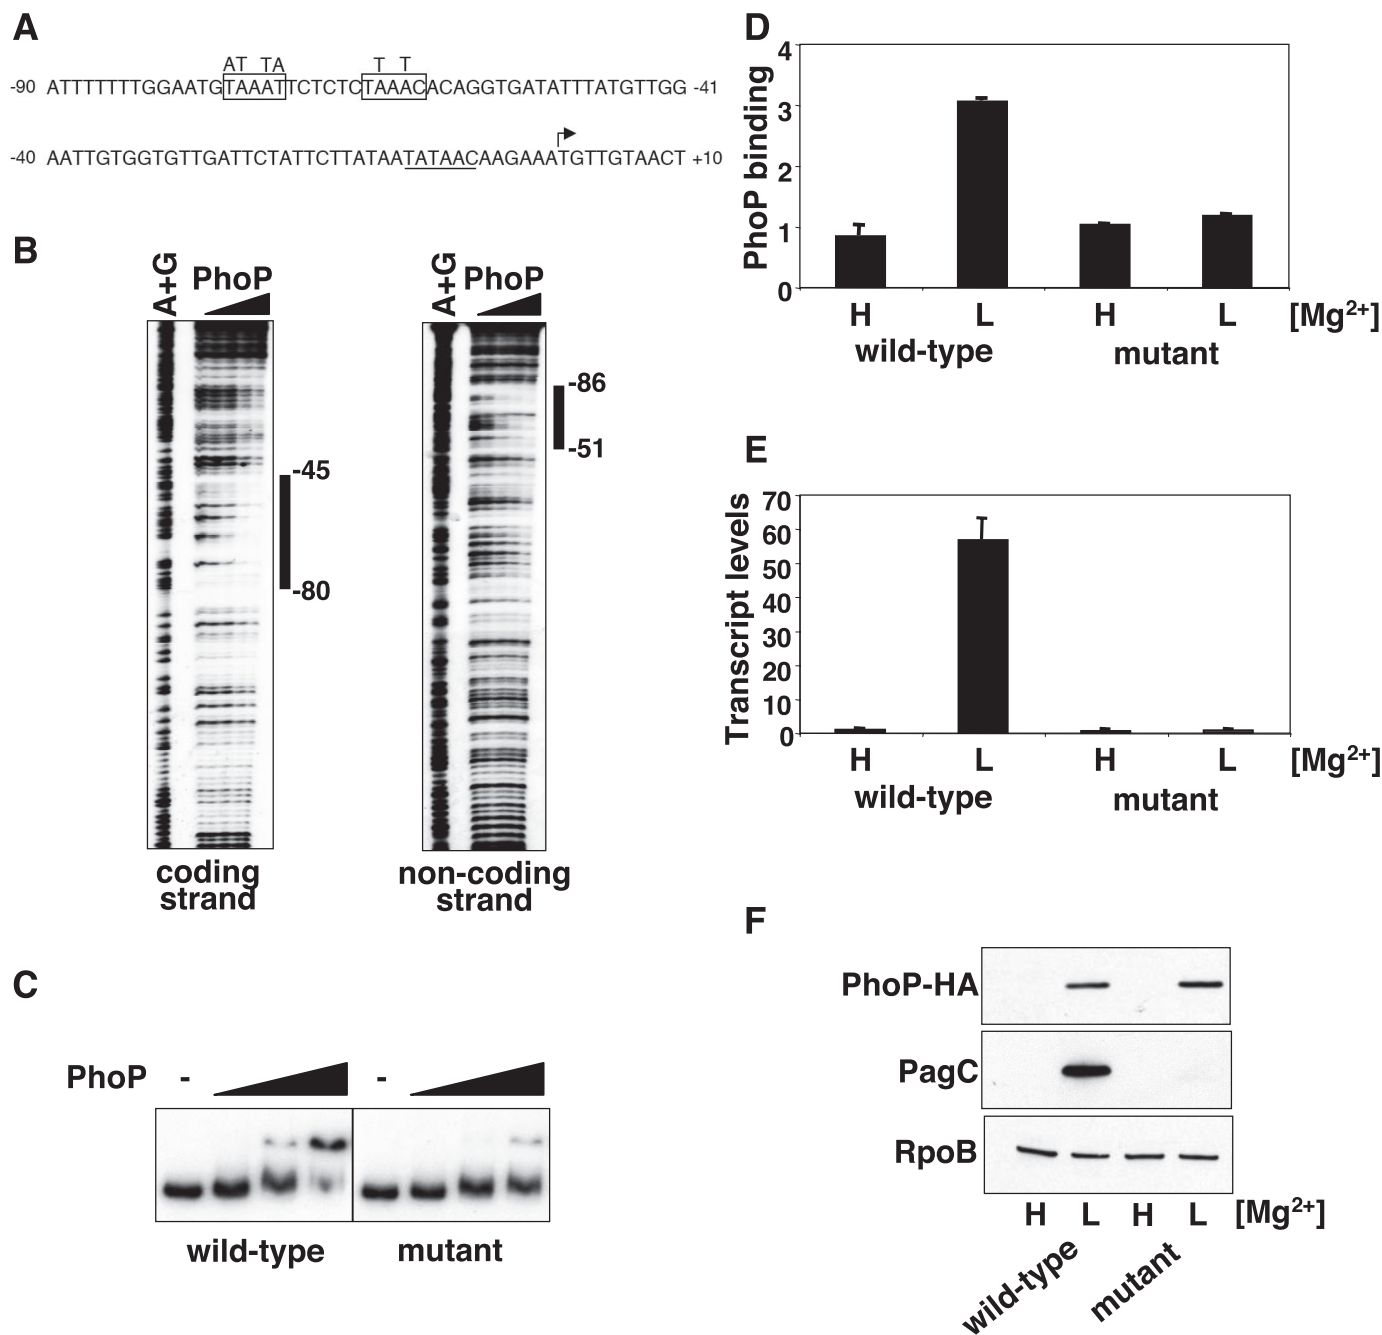 A
AT TA T T
-90 ATTTTTTTGGAATGTAAATTCTCTCTAAACACAGGTGATATTTATGTTGG -41
-40 AATTGTGGTGTTGATTCTATTCTTATAATATAACAAGAAATGTTGTAACT +10
B
A+G PhoP
-45
-80
coding
strand
A+G PhoP
-86
-51
non-coding
strand
C
PhoP - -
wild-type mutant
D
PhoP binding
4
3
2
1
0
H L H L [Mg2+]
wild-type mutant
E
Transcript levels
70
60
50
40
30
20
10
0
H L H L [Mg2+]
wild-type mutant
F
PhoP-HA
PagC
RpoB
H L H L [Mg2+]
wild-type mutant